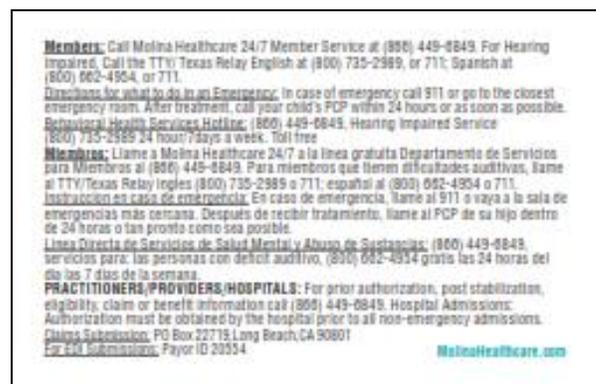 Members: Call Molina Healthcare 24/7 Member Service at (866) 449-6849. For Hearing
Impaired, Call the TTY/ Texas Relay English at (800) 735-2989, or 711; Spanish at
(800) 662-4954, or 711.
Directions for what to do in an Emergency: In case of emergency call 911 or go to the closest
emergency room. After treatment, call your child's PCP within 24 hours or as soon as possible.
Behavioral Health Services Hotline: (866) 449-6849, Hearing Impaired Service
(800) 735-2989 24 hour/7days a week. Toll free
Miembros: Llame a Molina Healthcare 24/7 a la linea gratuita Departamento de Servicios
para Miembros al (866) 449-6849. Para miembros que tienen dificultades auditivas, llame
al TTY/Texas Relay Ingles (800) 735-2989 o 711; español al (800) 662-4954 o 711.
Instrucción en caso de emergencia: En caso de emergencia, llame al 911 o vaya a la sala de
emergencias más cercana. Después de recibir tratamiento, llame al PCP de su hijo dentro
de 24 horas o tan pronto como sea posible.
Linea Directa de Servicios de Salud Mental y Abuso de Sustancias: (866) 449-6849,
servicios para: las personas con deficit auditivo, (800) 662-4954 gratis las 24 horas del
dia las 7 dias de la semana.
PRACTITIONERS/PROVIDERS/HOSPITALS: For prior authorization, post stabilization,
eligibility, claim or benefit information call (866) 449-6849. Hospital Admissions:
Authorization must be obtained by the hospital prior to all non-emergency admissions.
Claims Submission: PO Box 22719 Long Beach, CA 90801
For EDI Submissions: Payor ID 20554
MolinaHealthcare.com